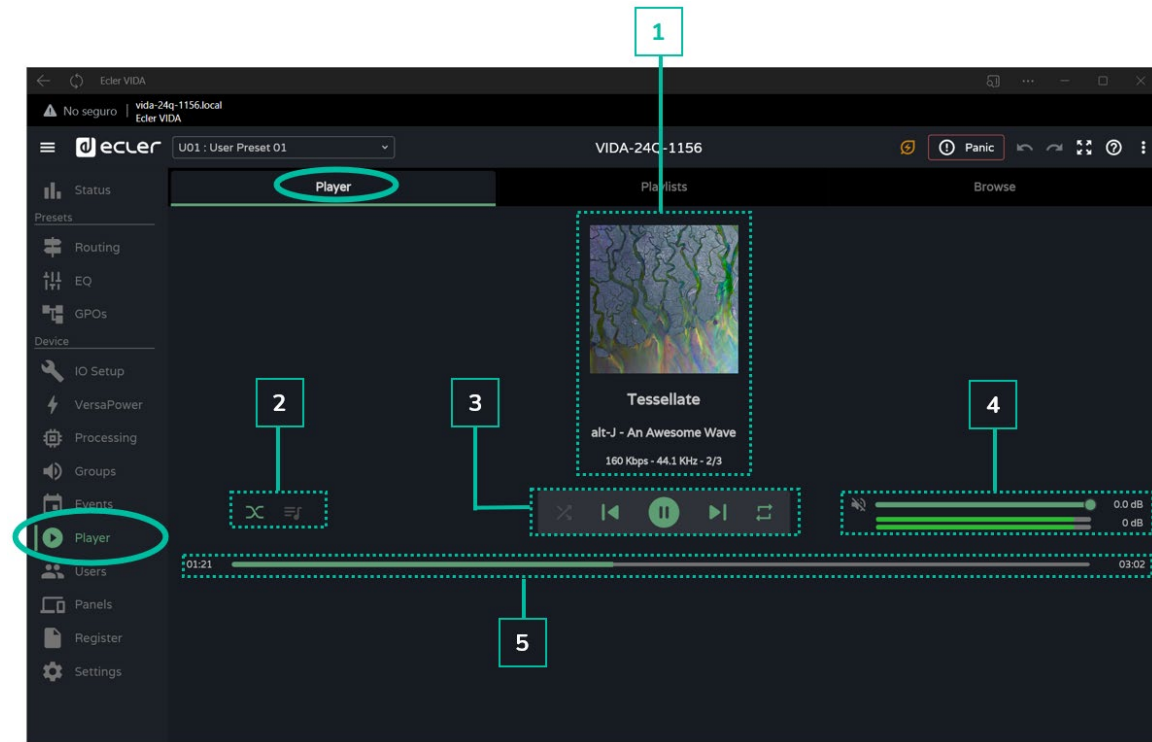 1
Ecler VIDA
No seguro
vida-24q-1156.local
Ecler VIDA
ecler
U01 : User Preset 01
VIDA-24Q-1156
Panic
Status
Player
Playlists
Browse
Presets
Routing
EQ
GPOs
Device
IO Setup
VersaPower
Processing
Groups
Events
Player
Users
Panels
Register
Settings
2
3
Tessellate
alt-J - An Awesome Wave
160 Kbps - 44.1 KHz - 2/3
4
0.0 dB
0 dB
01:21
03:02
5